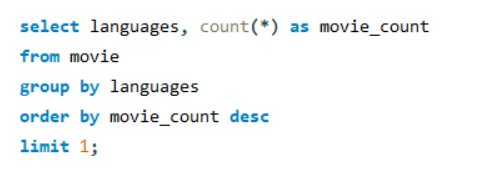 select languages, count(*) as movie_count
from movie
group by languages
order by movie_count desc
limit 1;